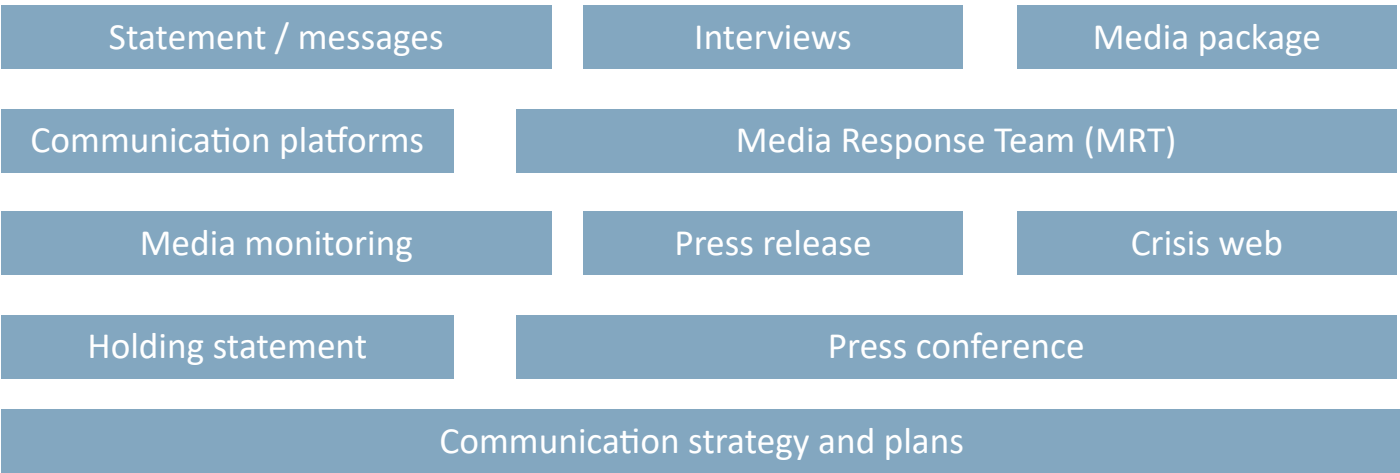 Statement / messages
Interviews
Media package
Communication platforms
Media Response Team (MRT)
Media monitoring
Press release
Crisis web
Holding statement
Press conference
Communication strategy and plans